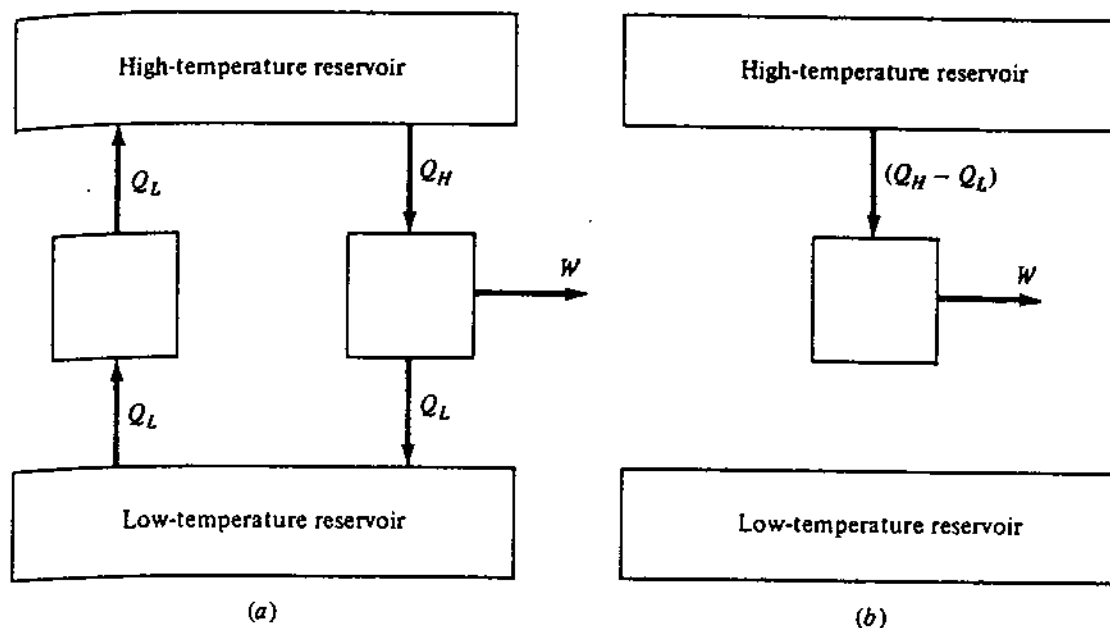 High-temperature reservoir
Q_L
Q_H
W
Q_L
Q_L
Low-temperature reservoir
(a)
High-temperature reservoir
(Q_H − Q_L)
W
Low-temperature reservoir
(b)